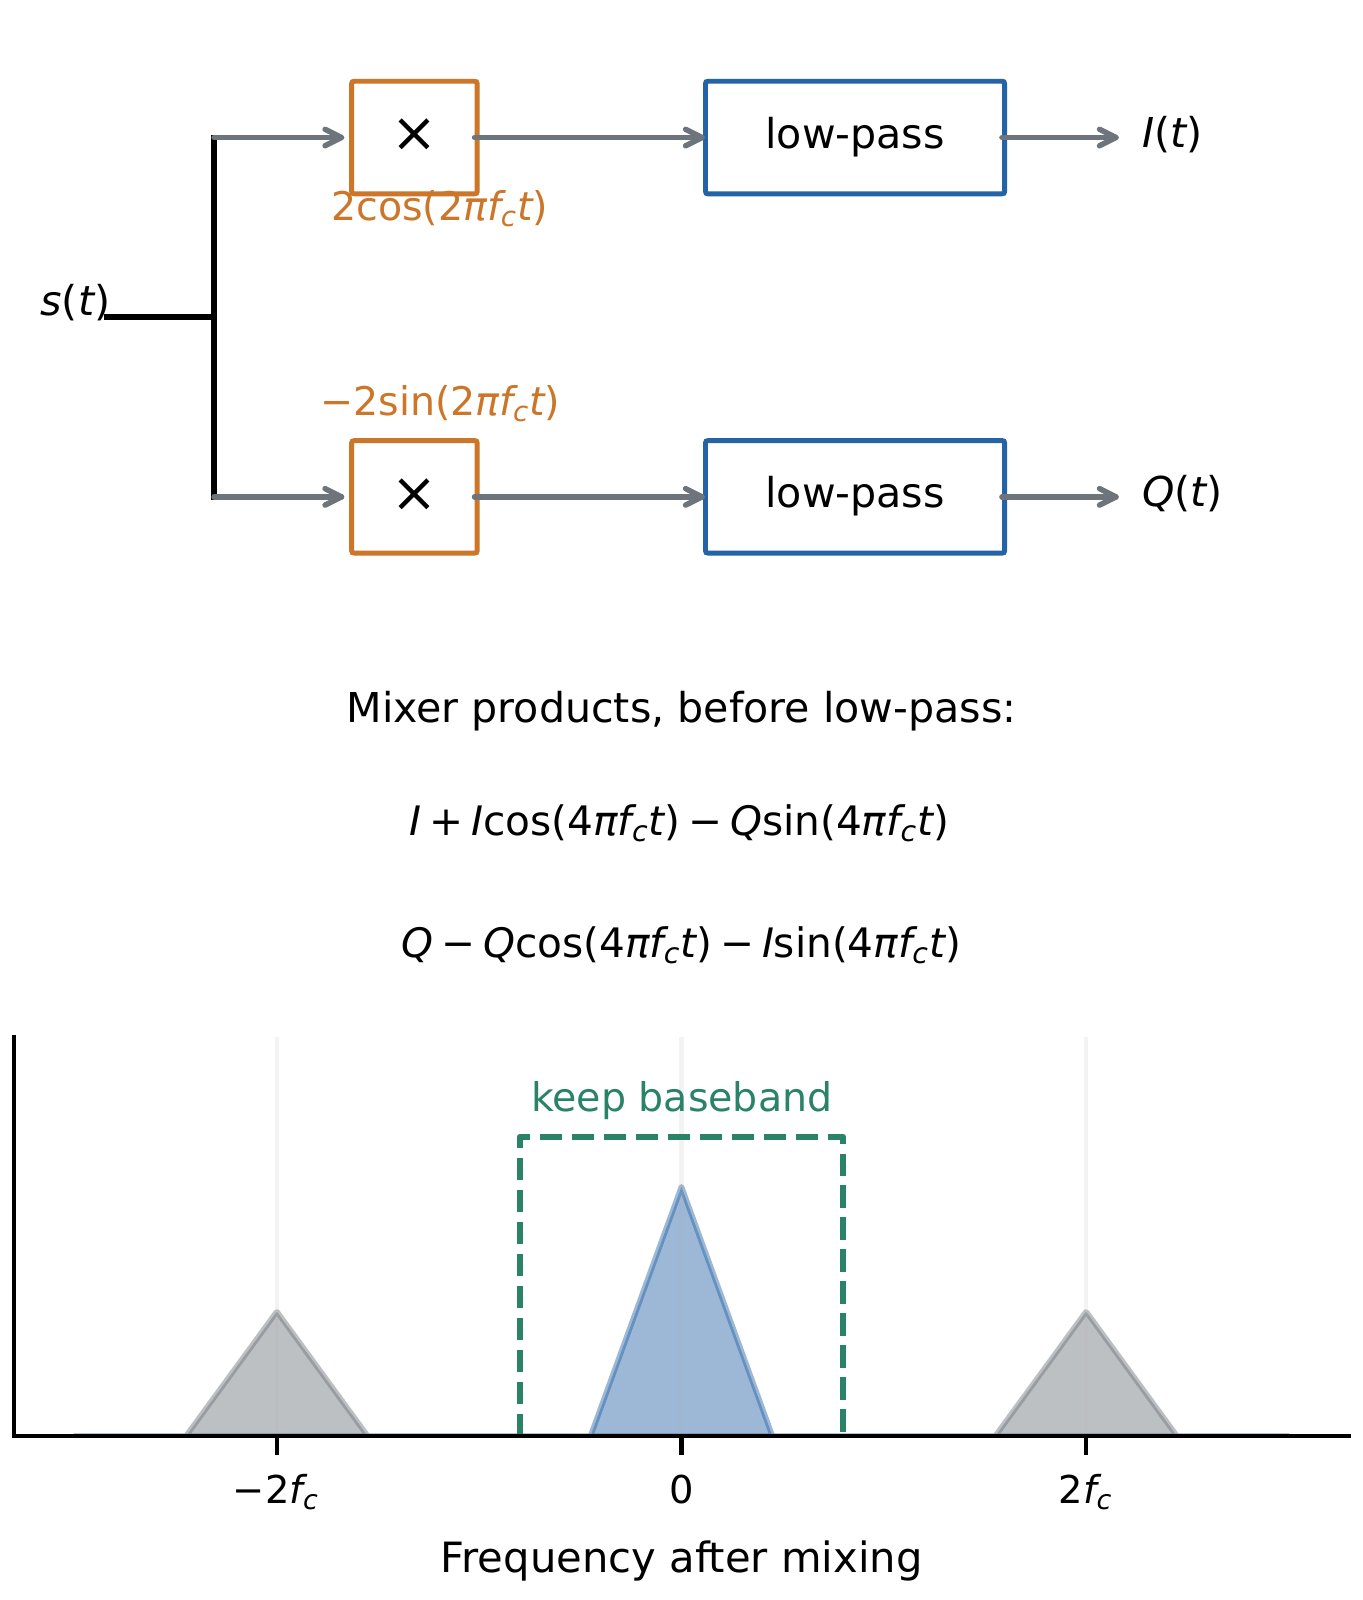 × low-pass I(t)
2cos(2πf_c t)
s(t)
−2sin(2πf_c t)
× low-pass Q(t)
Mixer products, before low-pass:
I + Icos(4πf_c t) − Qsin(4πf_c t)
Q − Qcos(4πf_c t) − Isin(4πf_c t)
keep baseband
−2f_c 0 2f_c
Frequency after mixing